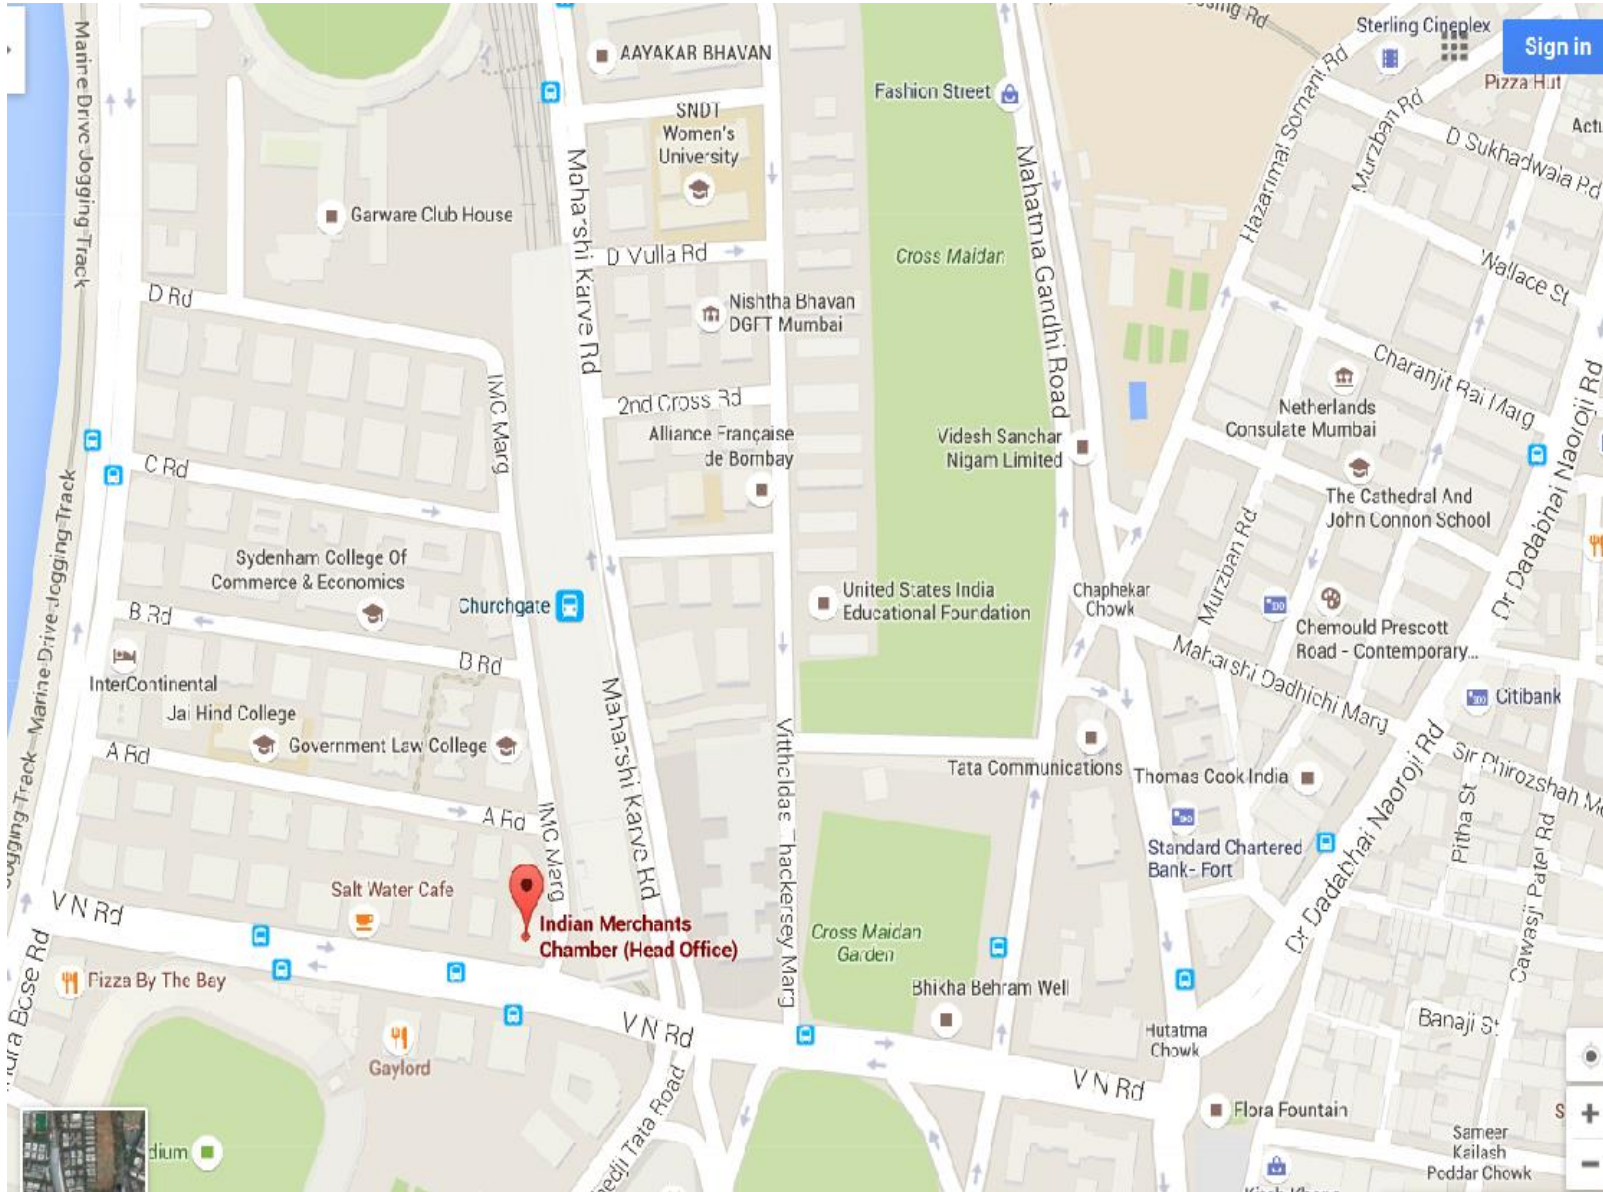 Sterling Cineplex
Sign in
Pizza Hut
AAYAKAR BHAVAN
Fashion Street
SNDT
Women's
University
D Sukhadwala Rd
Murzban Rd
Hazarimal Somani Rd
Marine Drive Jogging Track
Maharshi Karve Rd
Mahatma Gandhi Road
Garware Club House
D Vulla Rd
Cross Maidan
Wallace St
D Rd
Nishtha Bhavan
DGFT Mumbai
Charanjit Rai Marg
IMC Marg
2nd Cross Rd
Netherlands
Consulate Mumbai
Alliance Française
de Bombay
Videsh Sanchar
Nigam Limited
C Rd
The Cathedral And
John Connon School
Dr Dadabhai Naoroji Rd
Sydenham College Of
Commerce & Economics
Murzban Rd
Churchgate
United States India
Educational Foundation
Chaphekar
Chowk
B Rd
Chemould Prescott
Road - Contemporary...
B Rd
Maharshi Dadhichi Marg
InterContinental
Marine Drive Jogging Track
Citibank
Jai Hind College
Government Law College
A Rd
Maharshi Karve Rd
Vitthaldas Thackersey Marg
Tata Communications
Thomas Cook India
Sir Phirozshah M
Pitha St
A Rd
IMC Marg
Jogging Track
Standard Chartered
Bank- Fort
Dr Dadabhai Naoroji Rd
Cawasji Patel Rd
Salt Water Cafe
V N Rd
Indian Merchants
Chamber (Head Office)
Cross Maidan
Garden
Pizza By The Bay
Bhikha Behram Well
Bose Rd
V N Rd
Banaji St
Hutatma
Chowk
Gaylord
V N Rd
Flora Fountain
Tata Road
Sameer
Kailash
Poddar Chowk